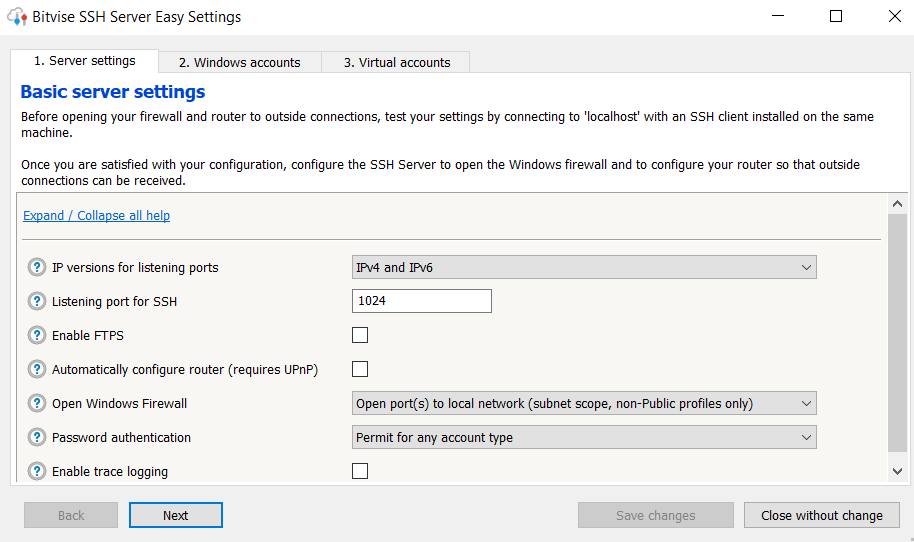 Bitvise SSH Server Easy Settings
1. Server settings
2. Windows accounts
3. Virtual accounts
Basic server settings
Before opening your firewall and router to outside connections, test your settings by connecting to 'localhost' with an SSH client installed on the same
machine.
Once you are satisfied with your configuration, configure the SSH Server to open the Windows firewall and to configure your router so that outside
connections can be received.
Expand / Collapse all help
? IP versions for listening ports IPv4 and IPv6
? Listening port for SSH 1024
? Enable FTPS
? Automatically configure router (requires UPnP)
? Open Windows Firewall Open port(s) to local network (subnet scope, non-Public profiles only)
? Password authentication Permit for any account type
? Enable trace logging
Back Next Save changes Close without change